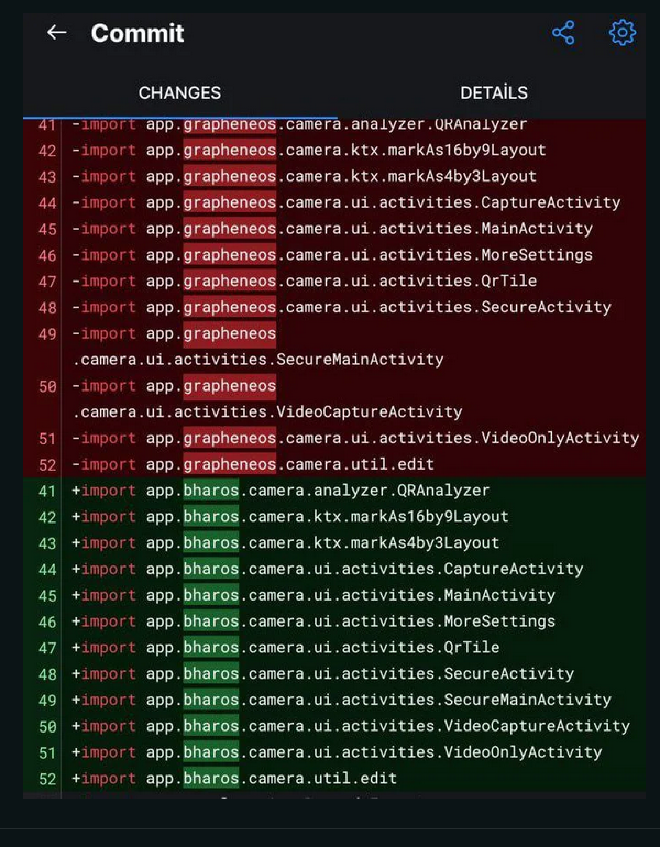 Commit
CHANGES
DETAİLS
41 -import app.grapheneos.camera.analyzer.QRAnalyzer
42 -import app.grapheneos.camera.ktx.markAs16by9Layout
43 -import app.grapheneos.camera.ktx.markAs4by3Layout
44 -import app.grapheneos.camera.ui.activities.CaptureActivity
45 -import app.grapheneos.camera.ui.activities.MainActivity
46 -import app.grapheneos.camera.ui.activities.MoreSettings
47 -import app.grapheneos.camera.ui.activities.QrTile
48 -import app.grapheneos.camera.ui.activities.SecureActivity
49 -import app.grapheneos
.camera.ui.activities.SecureMainActivity
50 -import app.grapheneos
.camera.ui.activities.VideoCaptureActivity
51 -import app.grapheneos.camera.ui.activities.VideoOnlyActivity
52 -import app.grapheneos.camera.util.edit
41 +import app.bharos.camera.analyzer.QRAnalyzer
42 +import app.bharos.camera.ktx.markAs16by9Layout
43 +import app.bharos.camera.ktx.markAs4by3Layout
44 +import app.bharos.camera.ui.activities.CaptureActivity
45 +import app.bharos.camera.ui.activities.MainActivity
46 +import app.bharos.camera.ui.activities.MoreSettings
47 +import app.bharos.camera.ui.activities.QrTile
48 +import app.bharos.camera.ui.activities.SecureActivity
49 +import app.bharos.camera.ui.activities.SecureMainActivity
50 +import app.bharos.camera.ui.activities.VideoCaptureActivity
51 +import app.bharos.camera.ui.activities.VideoOnlyActivity
52 +import app.bharos.camera.util.edit